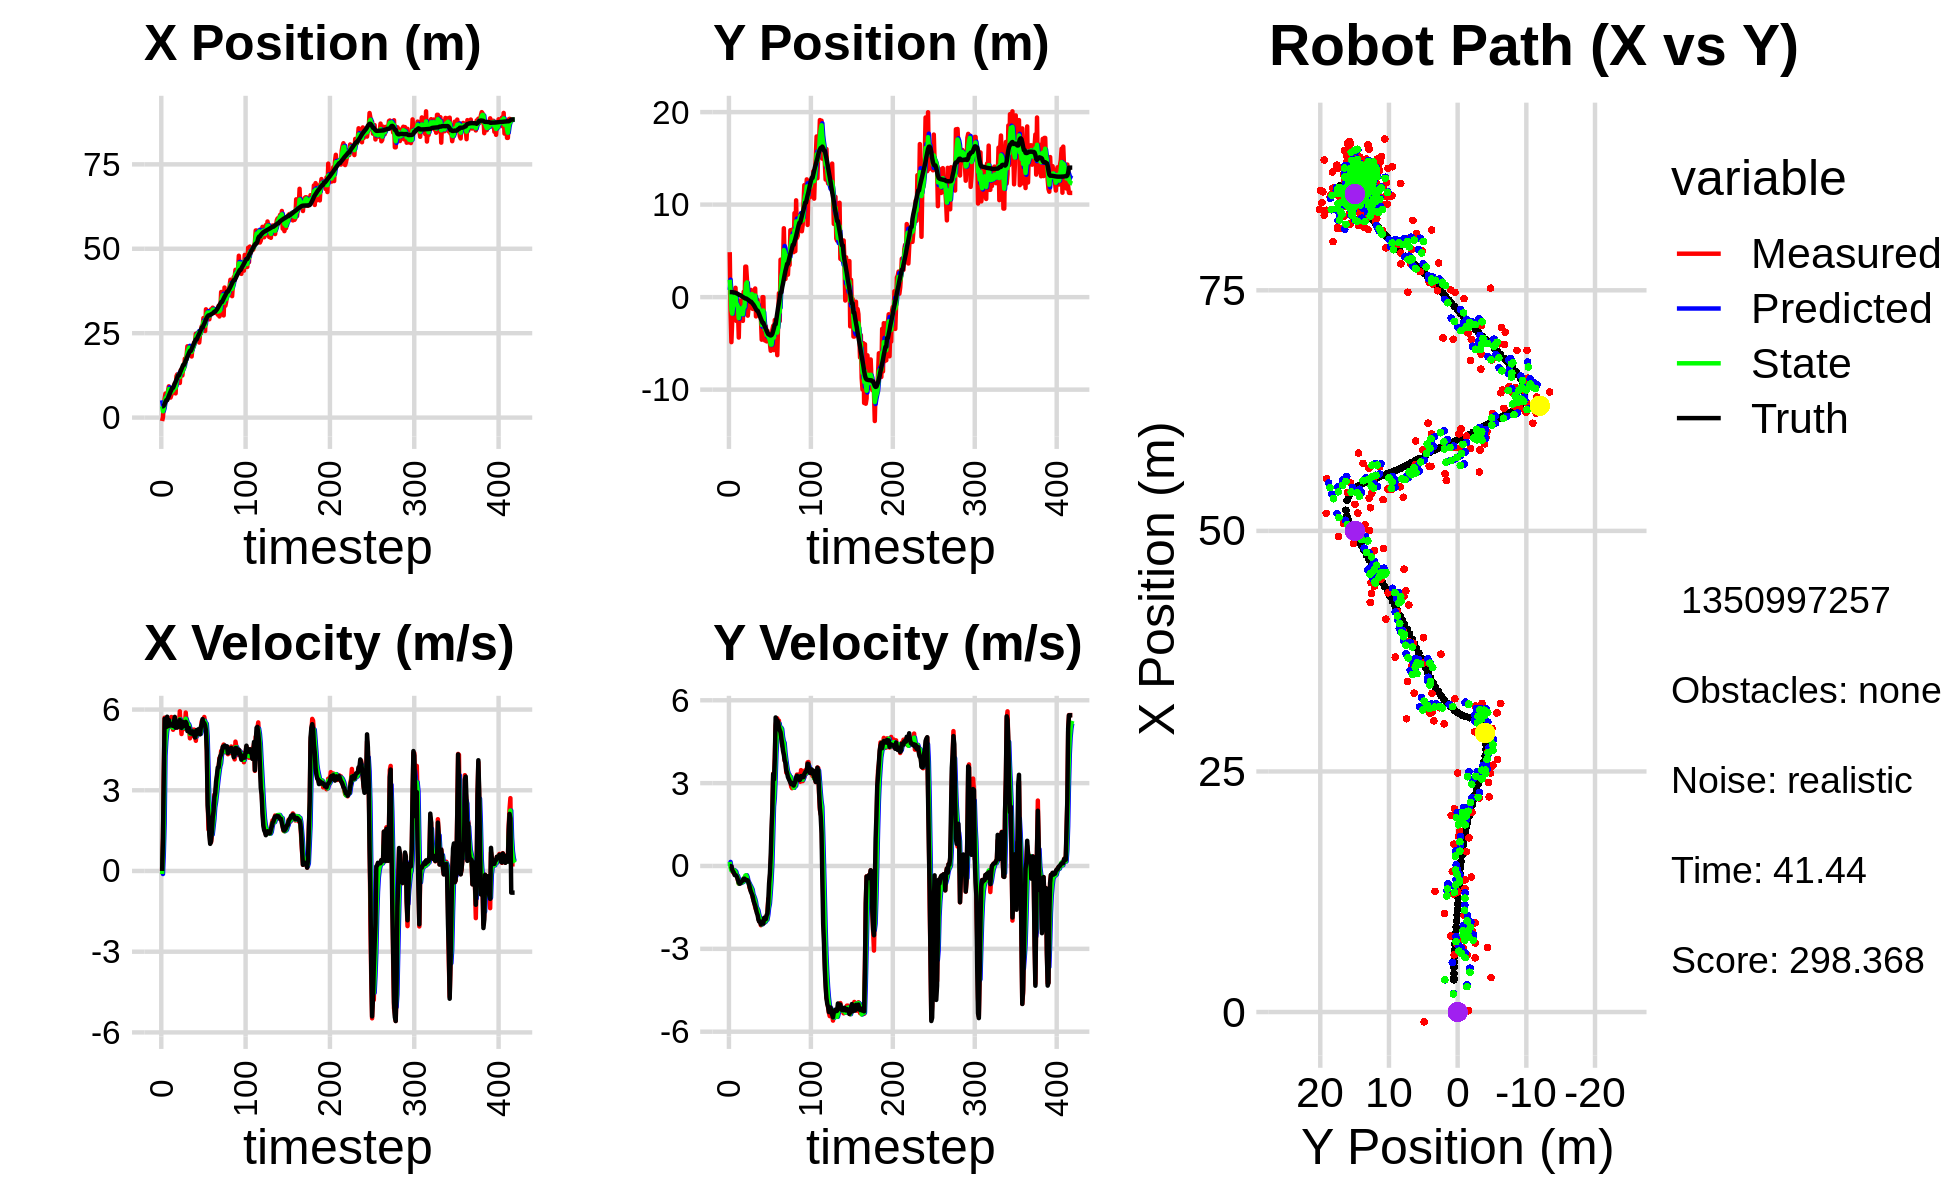 X Position (m)
75
50
25
0
0
100
200
300
400
timestep
Y Position (m)
20
10
0
-10
0
100
200
300
400
timestep
X Velocity (m/s)
6
3
0
-3
-6
0
100
200
300
400
timestep
Y Velocity (m/s)
6
3
0
-3
-6
0
100
200
300
400
timestep
Robot Path (X vs Y)
X Position (m)
75
50
25
0
20 10 0 -10 -20
Y Position (m)
variable
Measured
Predicted
State
Truth
1350997257
Obstacles: none
Noise: realistic
Time: 41.44
Score: 298.368